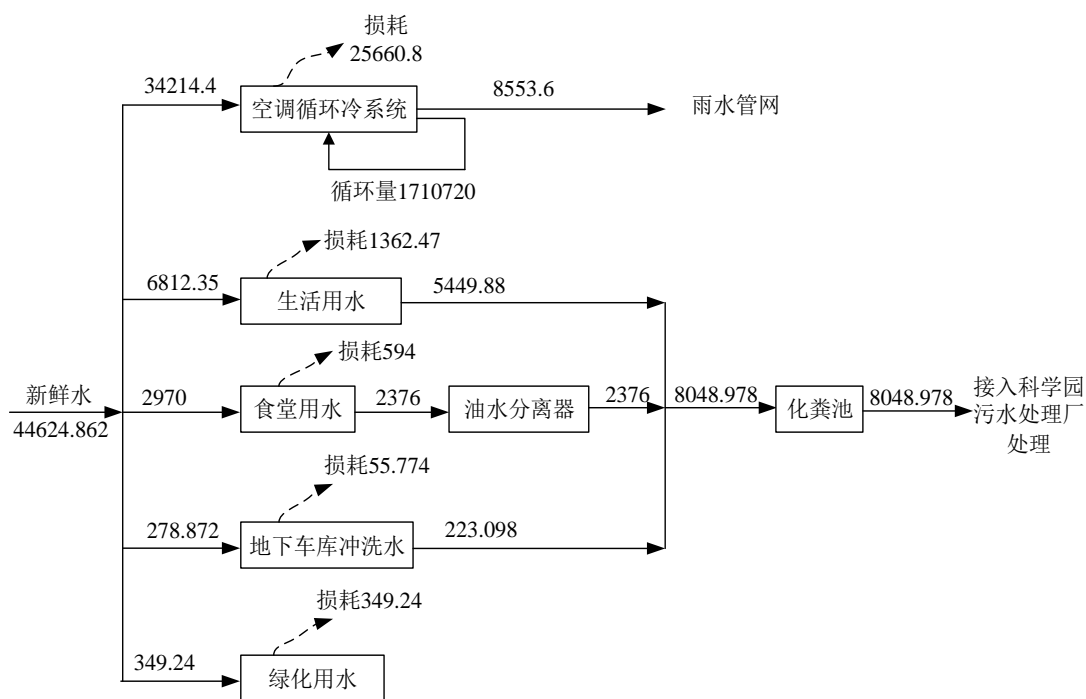 损耗
25660.8
34214.4
空调循环冷系统
8553.6
雨水管网
循环量1710720
损耗1362.47
6812.35
生活用水
5449.88
损耗594
新鲜水
44624.862
2970
食堂用水
2376
油水分离器
2376
8048.978
化粪池
8048.978
接入科学园
污水处理厂
处理
损耗55.774
278.872
地下车库冲洗水
223.098
损耗349.24
349.24
绿化用水